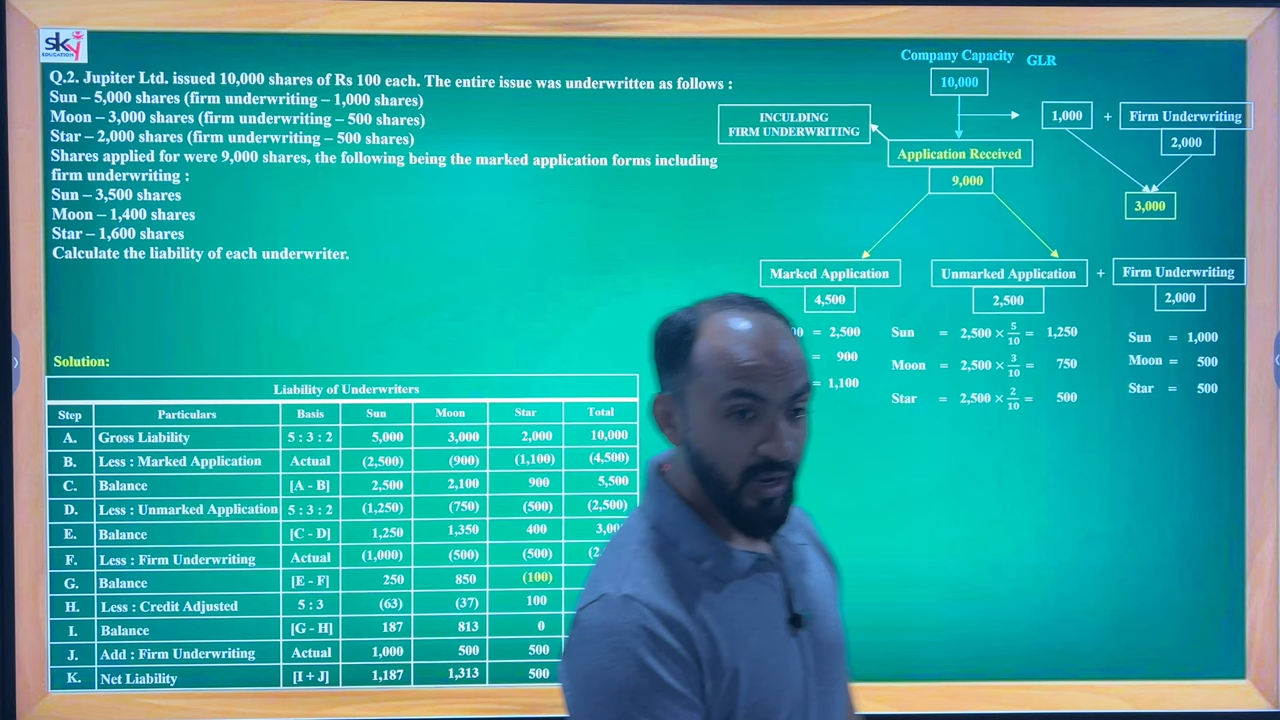 sky
EDUCATION
Q.2. Jupiter Ltd. issued 10,000 shares of Rs 100 each. The entire issue was underwritten as follows :
Sun – 5,000 shares (firm underwriting – 1,000 shares)
Moon – 3,000 shares (firm underwriting – 500 shares)
Star – 2,000 shares (firm underwriting – 500 shares)
Shares applied for were 9,000 shares, the following being the marked application forms including
firm underwriting :
Sun – 3,500 shares
Moon – 1,400 shares
Star – 1,600 shares
Calculate the liability of each underwriter.
Company Capacity GLR
10,000
INCULDING
FIRM UNDERWRITING
1,000 + Firm Underwriting
2,000
Application Received
9,000
3,000
Marked Application Unmarked Application + Firm Underwriting
4,500 2,500 2,000
00 = 2,500
= 900
= 1,100
Sun = 2,500 × 5/10 = 1,250
Moon = 2,500 × 3/10 = 750
Star = 2,500 × 2/10 = 500
Sun = 1,000
Moon = 500
Star = 500
Solution:
Liability of Underwriters
Step Particulars Basis Sun Moon Star Total
A. Gross Liability 5 : 3 : 2 5,000 3,000 2,000 10,000
B. Less : Marked Application Actual (2,500) (900) (1,100) (4,500)
C. Balance [A - B] 2,500 2,100 900 5,500
D. Less : Unmarked Application 5 : 3 : 2 (1,250) (750) (500) (2,500)
E. Balance [C - D] 1,250 1,350 400 3,00
F. Less : Firm Underwriting Actual (1,000) (500) (500) (2
G. Balance [E - F] 250 850 (100)
H. Less : Credit Adjusted 5 : 3 (63) (37) 100
I. Balance [G - H] 187 813 0
J. Add : Firm Underwriting Actual 1,000 500 500
K. Net Liability [I + J] 1,187 1,313 500